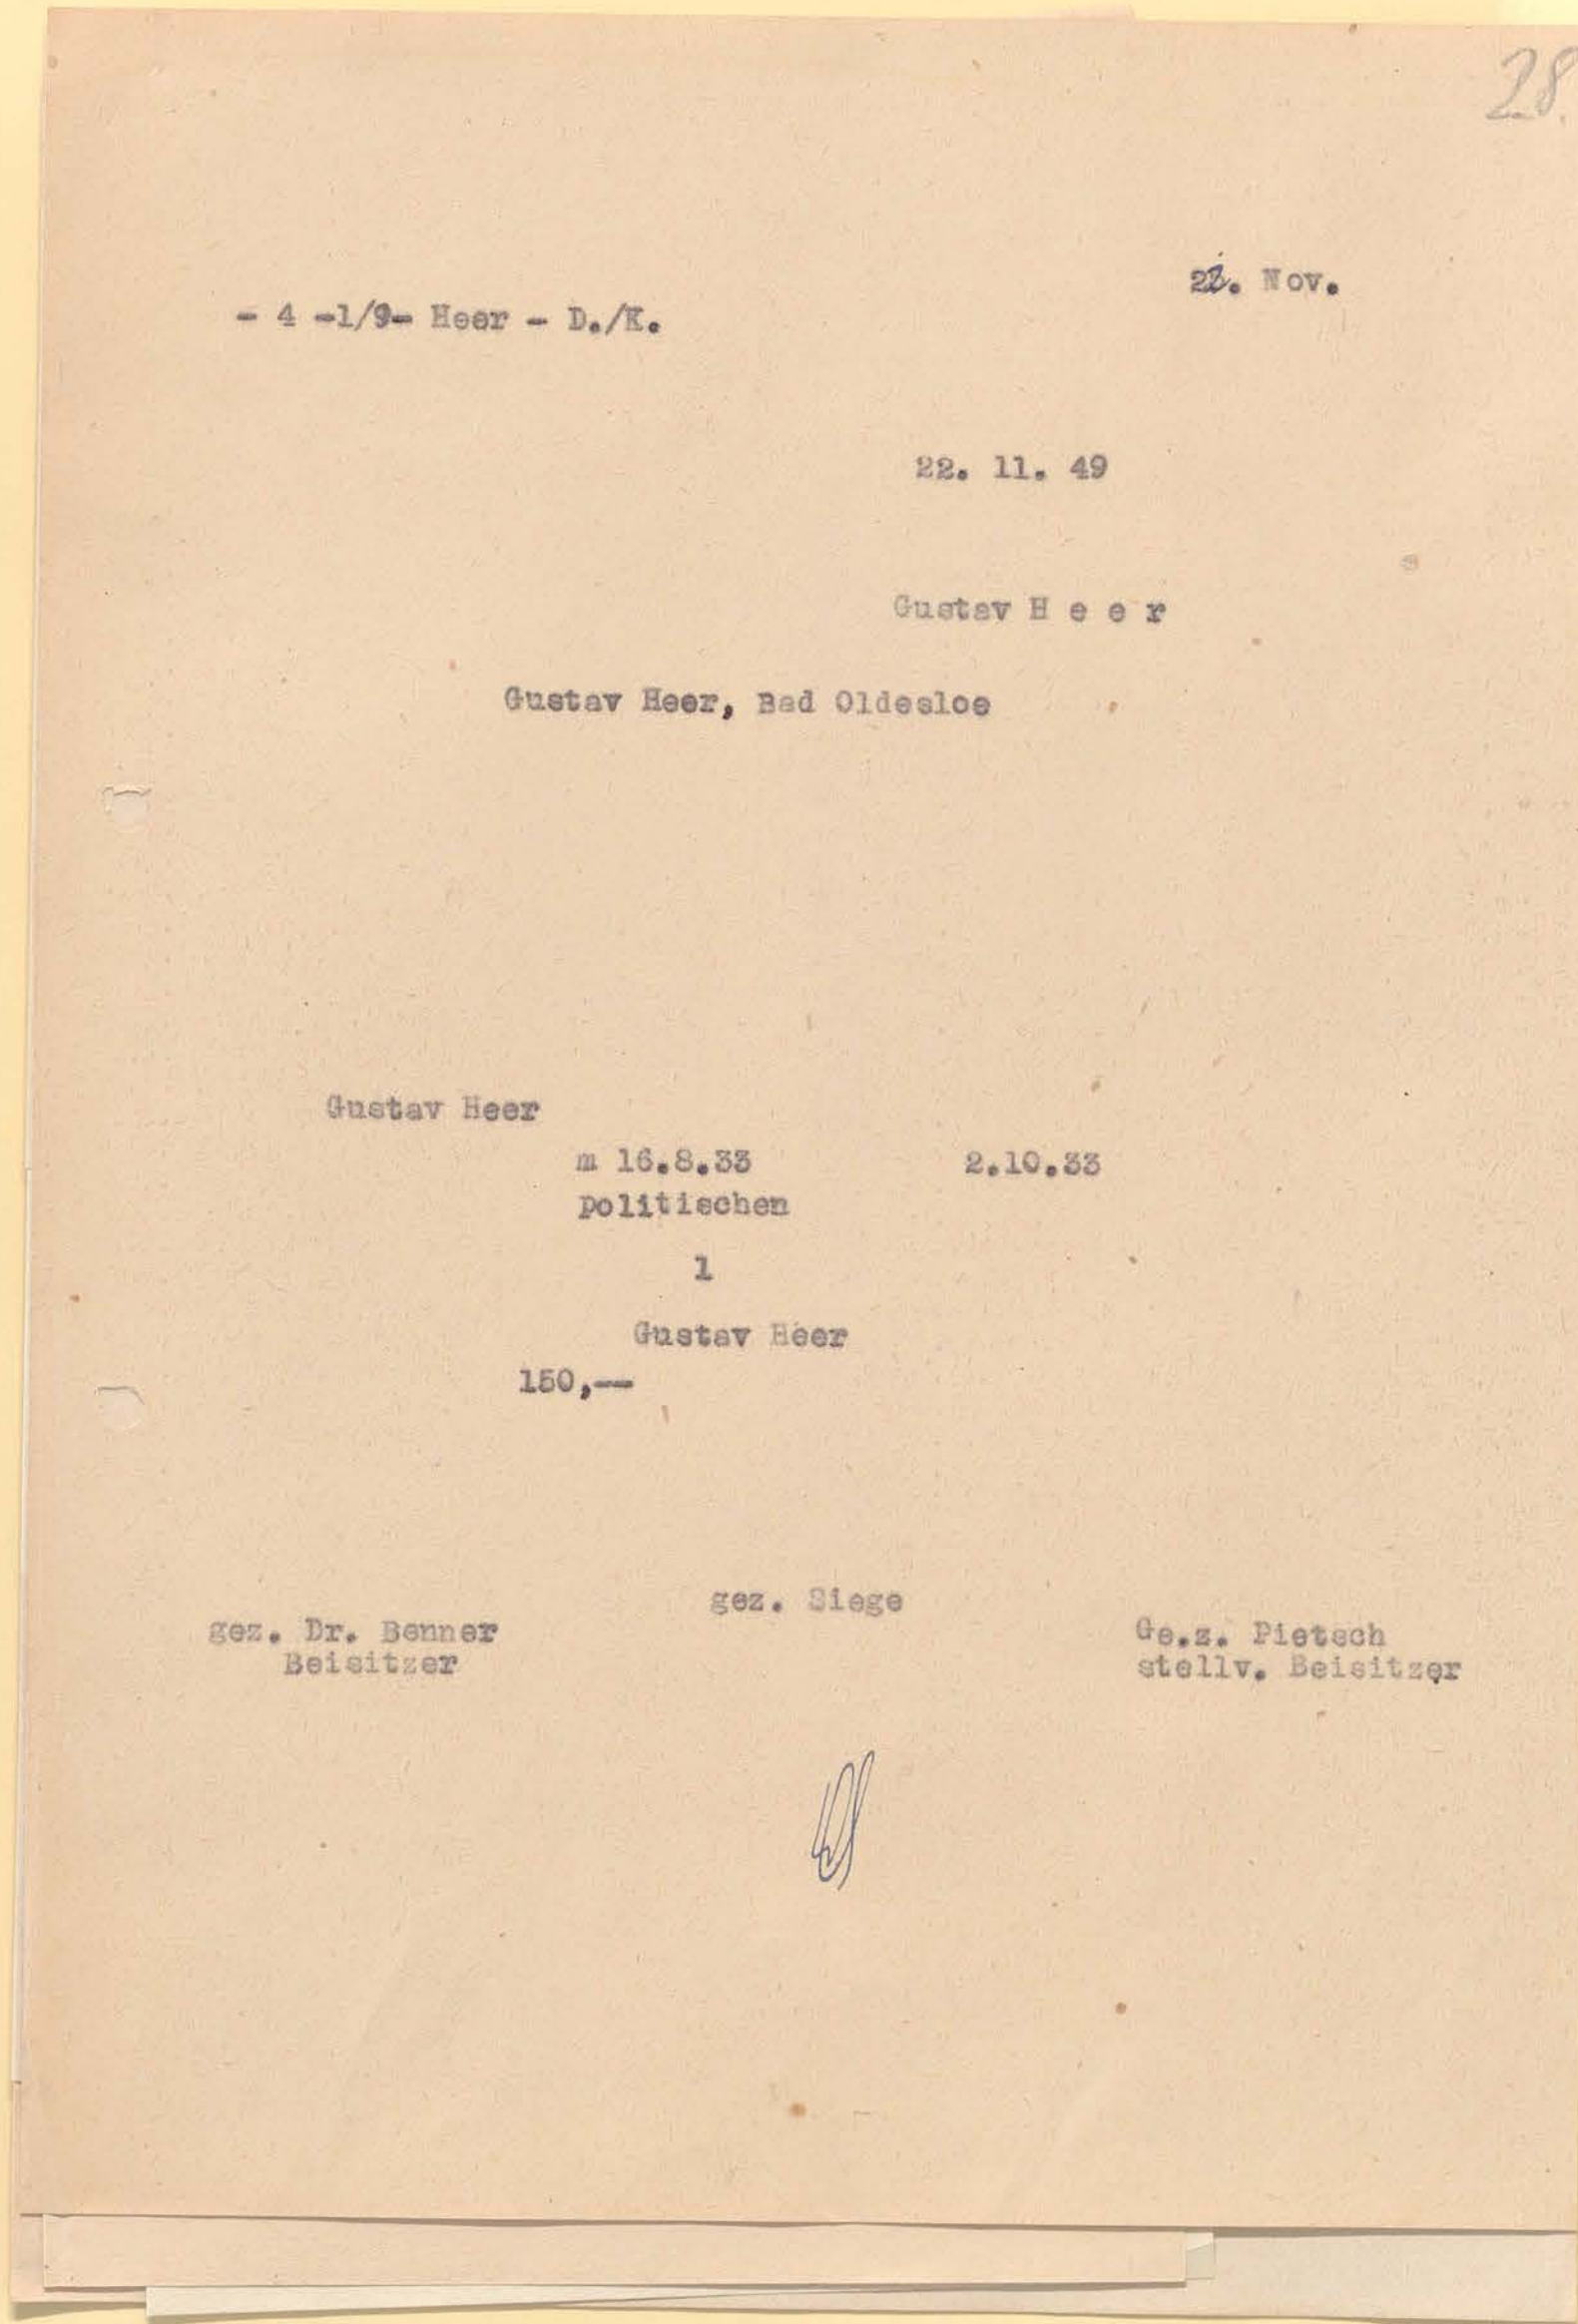 28.
22. Nov.
- 4 -1/9- Heer - D./K.
22. 11. 49
Gustav H e e r
Gustav Heer, Bad Oldesloe
Gustav Heer
m 16.8.33 2.10.33
politischen
1
Gustav Heer
150,--
gez. Siege
gez. Dr. Benner Ge.z. Pietsch
Beisitzer stellv. Beisitzer